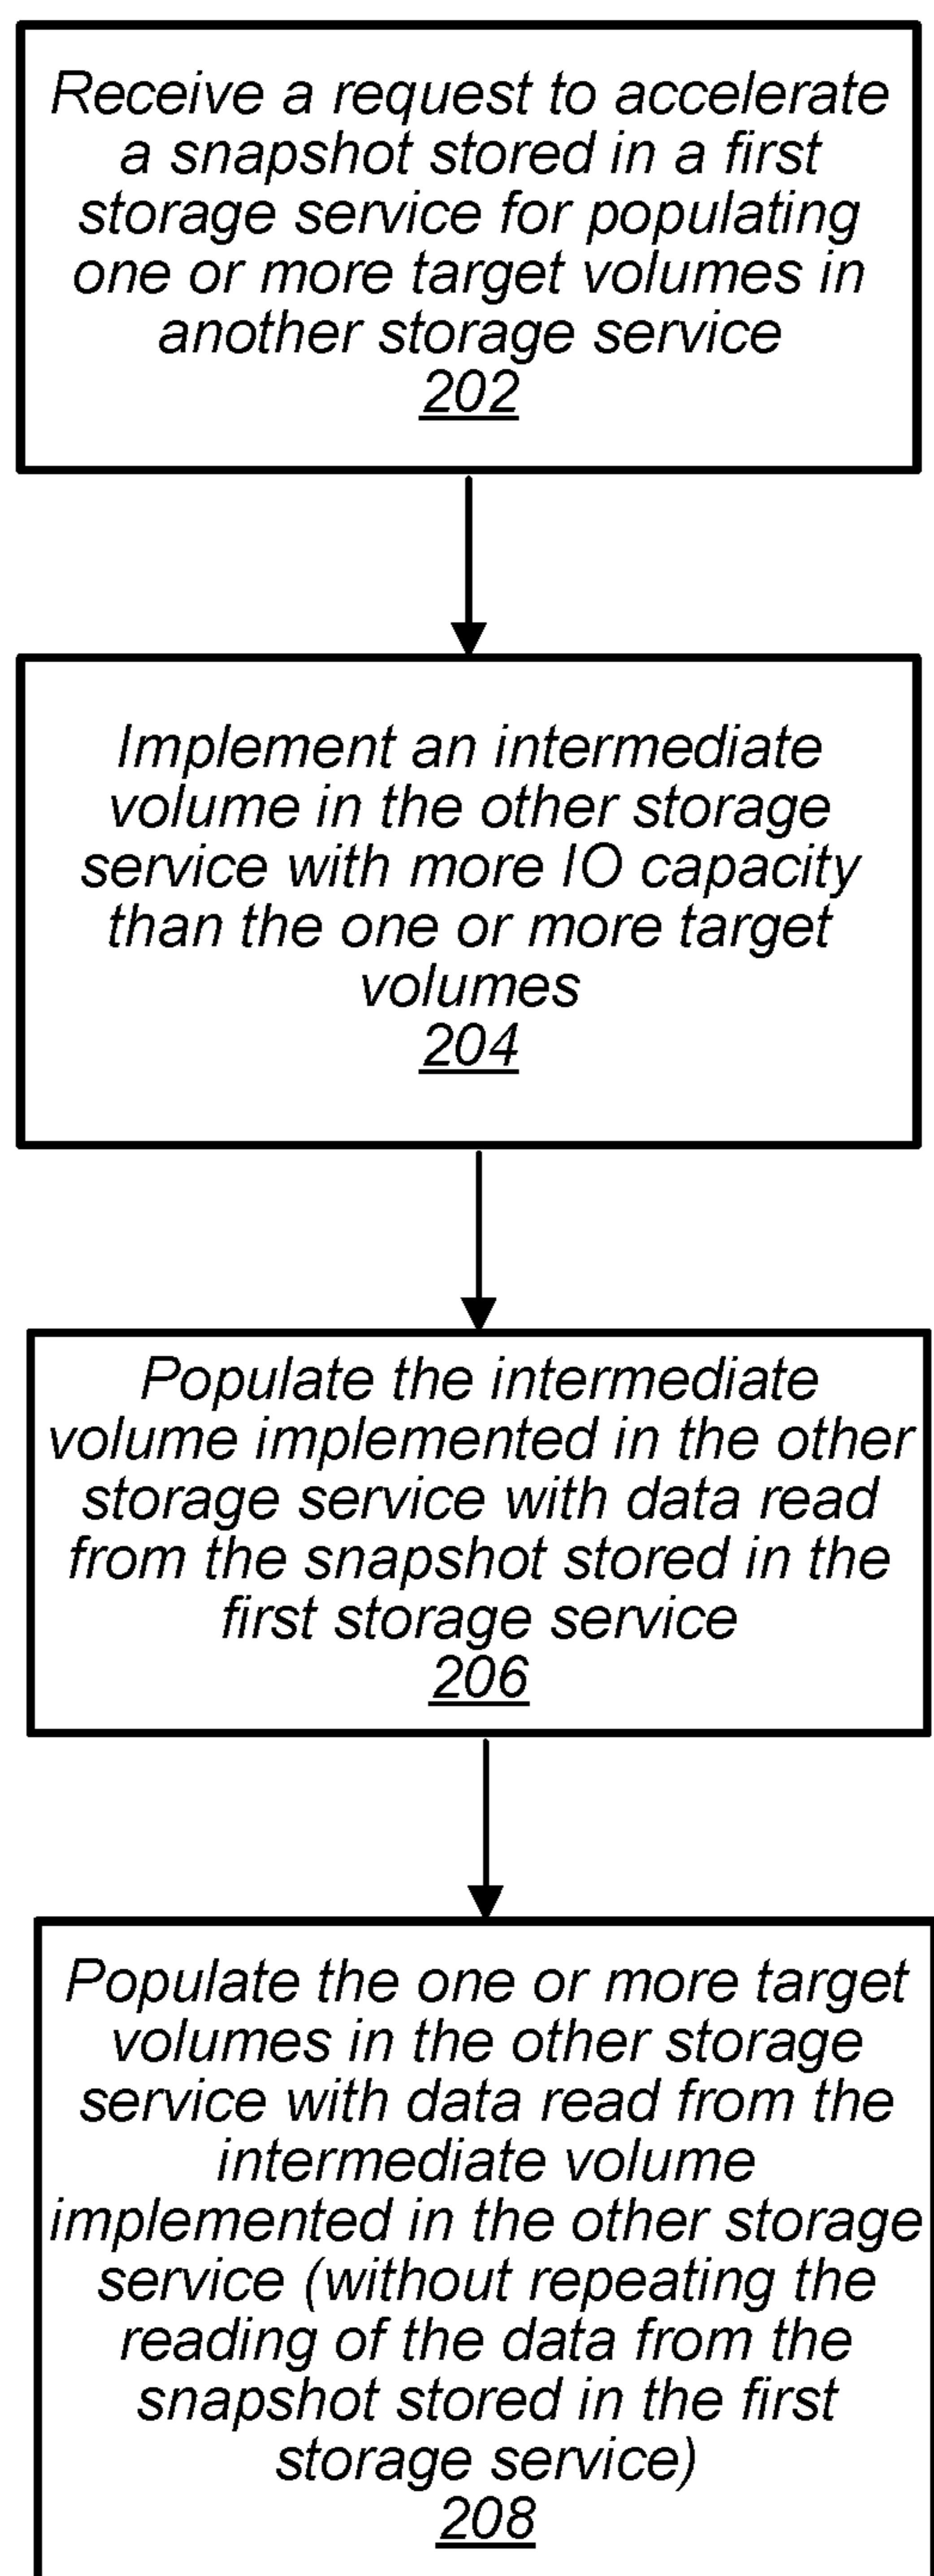 Receive a request to accelerate
a snapshot stored in a first
storage service for populating
one or more target volumes in
another storage service
202
Implement an intermediate
volume in the other storage
service with more IO capacity
than the one or more target
volumes
204
Populate the intermediate
volume implemented in the other
storage service with data read
from the snapshot stored in the
first storage service
206
Populate the one or more target
volumes in the other storage
service with data read from the
intermediate volume
implemented in the other storage
service (without repeating the
reading of the data from the
snapshot stored in the first
storage service)
208